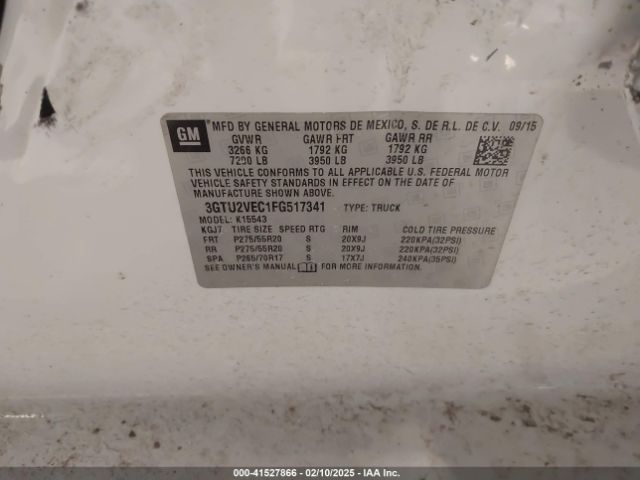 GM MFD BY GENERAL MOTORS DE MEXICO, S. DE R.L. DE C.V. 09/15
GVWR GAWR FRT GAWR RR
3266 KG 1792 KG 1792 KG
7200 LB 3950 LB 3950 LB
THIS VEHICLE CONFORMS TO ALL APPLICABLE U.S. FEDERAL MOTOR
VEHICLE SAFETY STANDARDS IN EFFECT ON THE DATE OF
MANUFACTURE SHOWN ABOVE.
3GTU2VEC1FG517341 TYPE: TRUCK
MODEL: K15543
KGJ7 TIRE SIZE SPEED RTG RIM COLD TIRE PRESSURE
FRT P275/55R20 S 20X9J 220KPA(32PSI)
RR P275/55R20 S 20X9J 220KPA(32PSI)
SPA P265/70R17 S 17X7J 240KPA(35PSI)
SEE OWNER'S MANUAL FOR MORE INFORMATION.
000-41527866 - 02/10/2025 - IAA Inc.